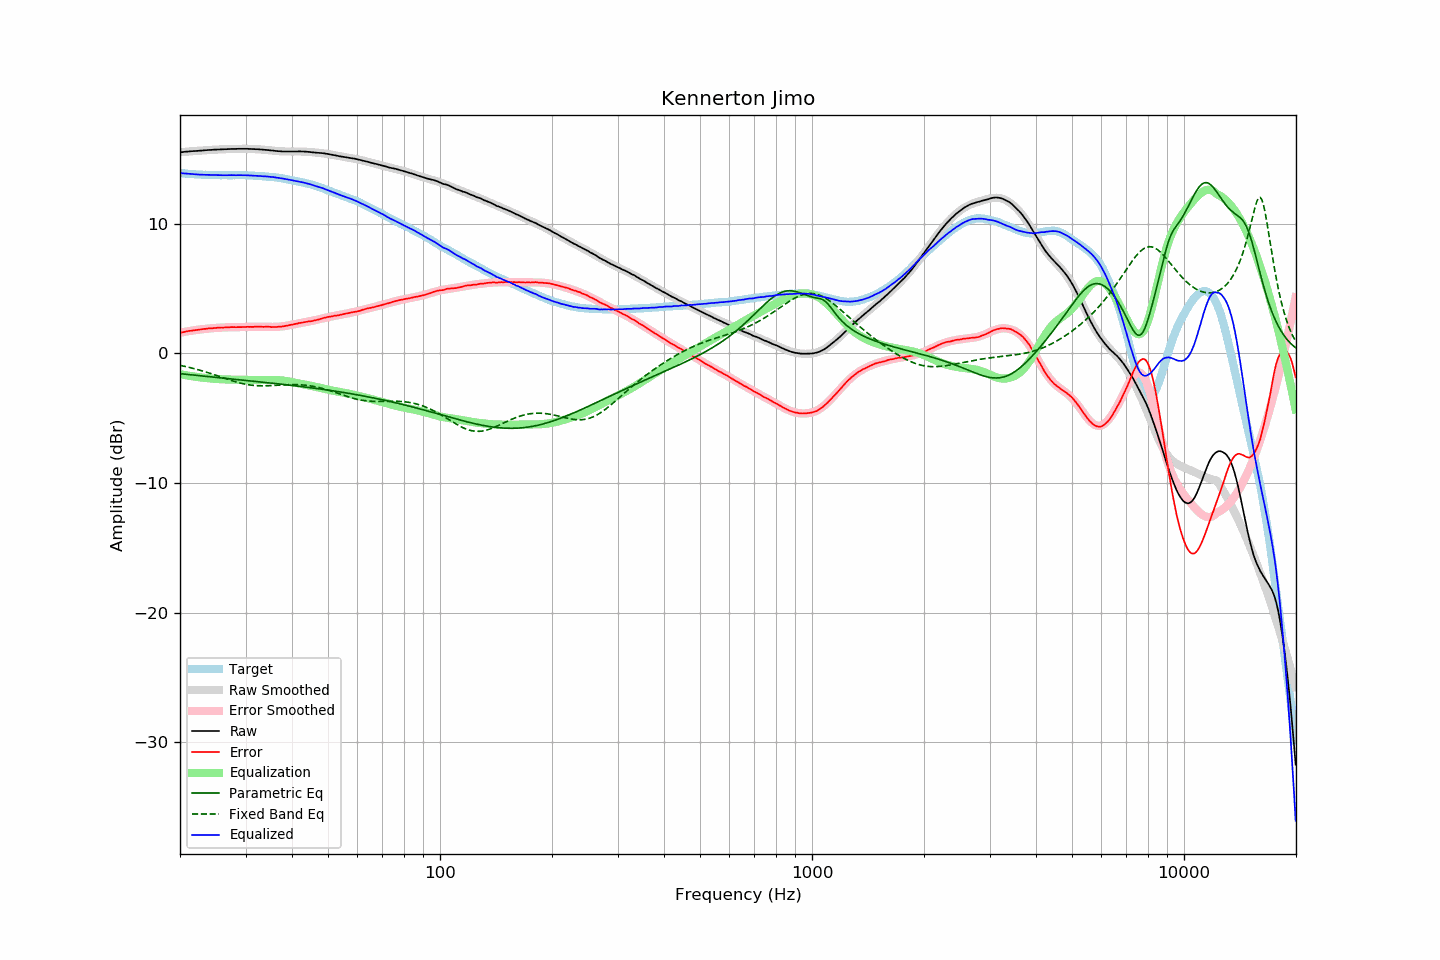 Kennerton Jimo
Amplitude (dBr)
10
0
−10
−20
−30
Target
Raw Smoothed
Error Smoothed
Raw
Error
Equalization
Parametric Eq
Fixed Band Eq
Equalized
100
1000
10000
Frequency (Hz)